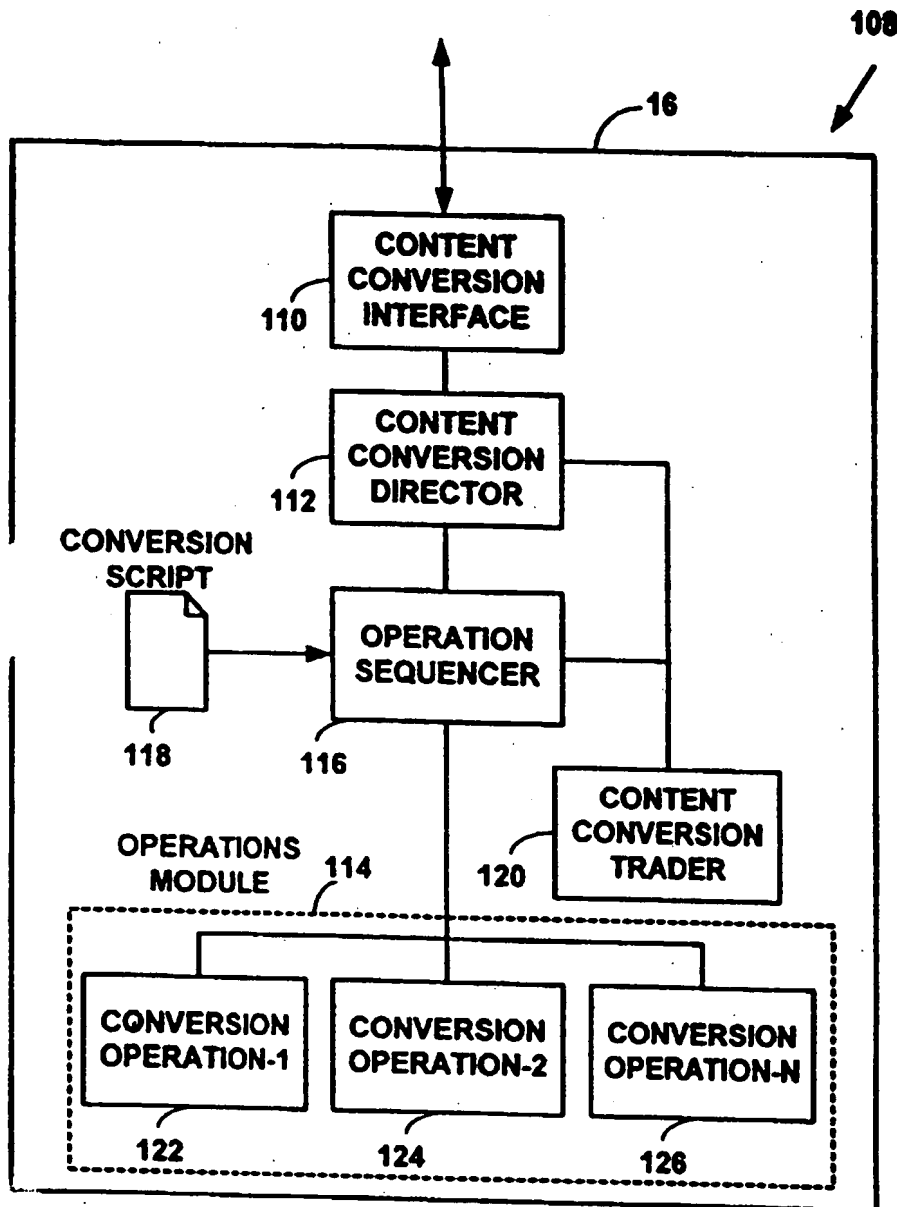 108
16
CONTENT
CONVERSION
INTERFACE
110
CONTENT
CONVERSION
DIRECTOR
112
CONVERSION
SCRIPT
OPERATION
SEQUENCER
118
116
CONTENT
CONVERSION
TRADER
120
OPERATIONS
MODULE
114
CONVERSION
OPERATION-1
CONVERSION
OPERATION-2
CONVERSION
OPERATION-N
122
124
126